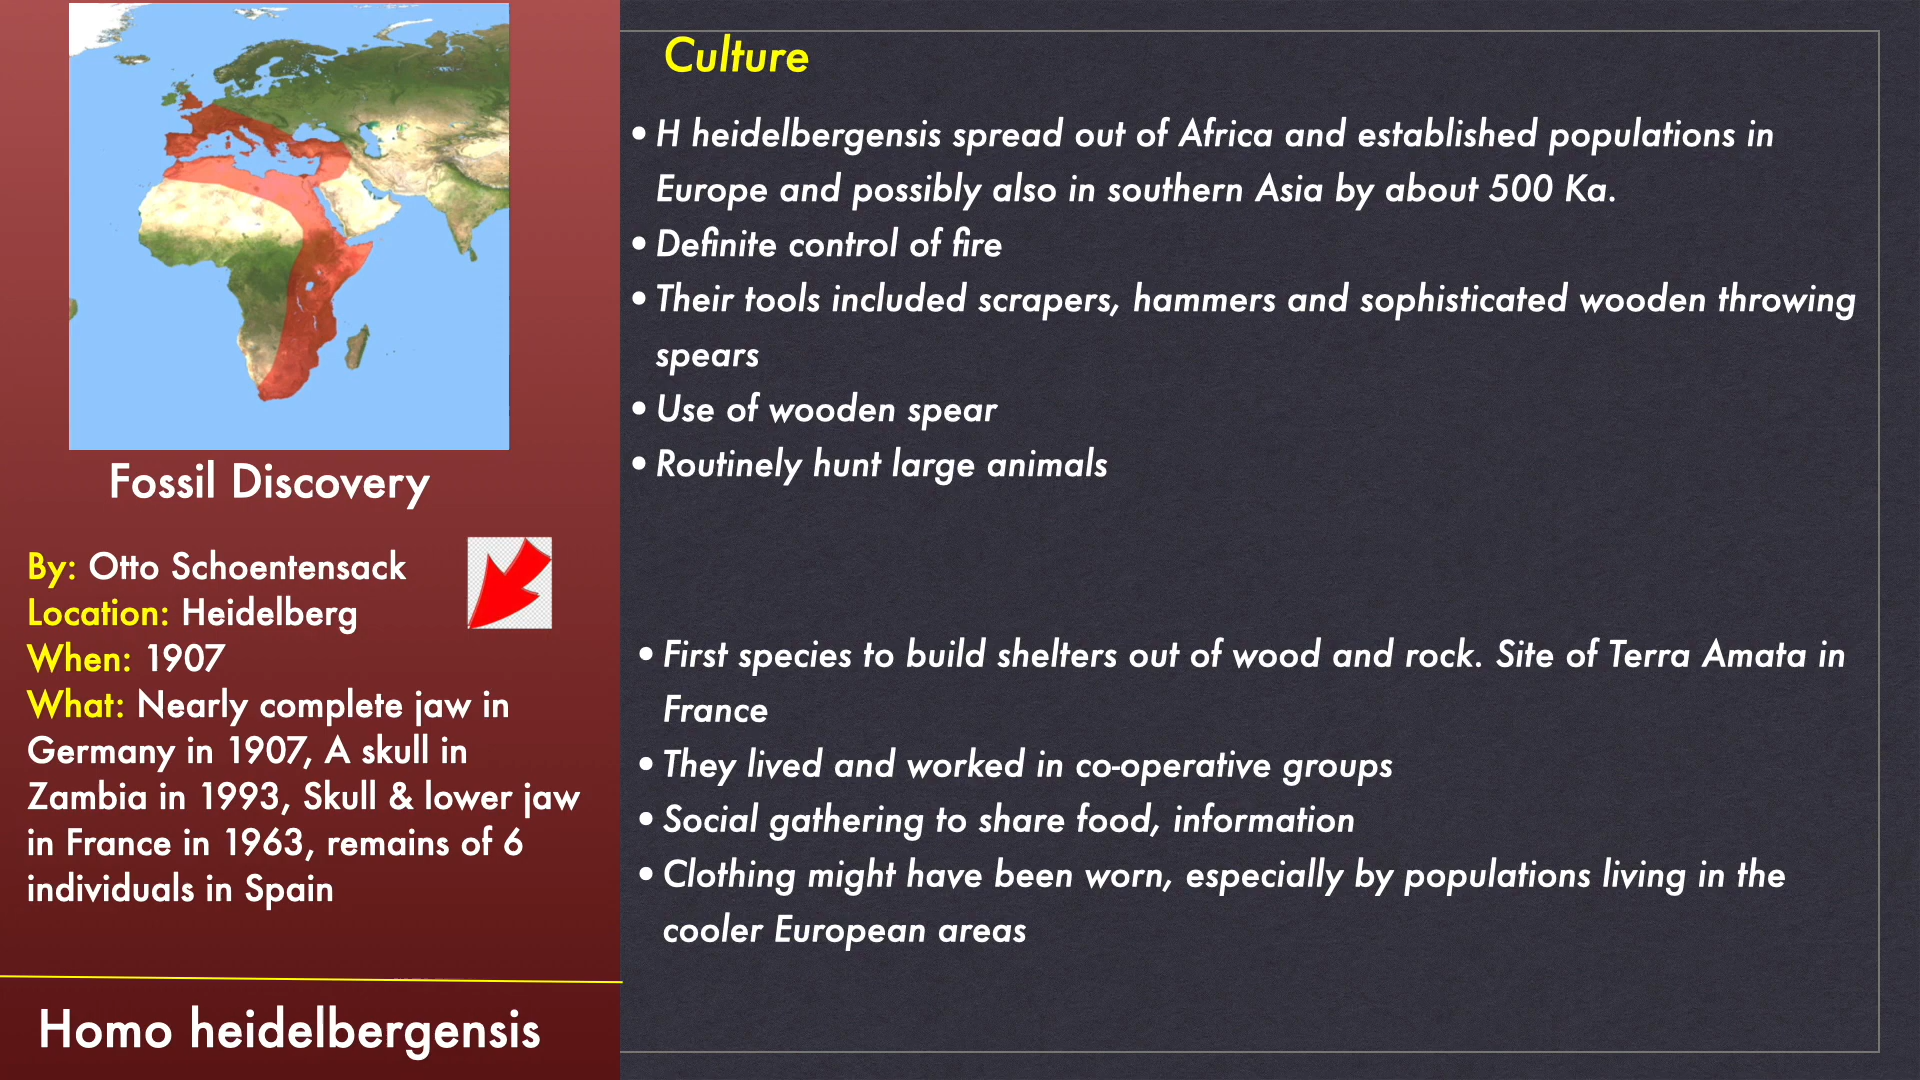 Fossil Discovery
By: Otto Schoentensack
Location: Heidelberg
When: 1907
What: Nearly complete jaw in
Germany in 1907, A skull in
Zambia in 1993, Skull & lower jaw
in France in 1963, remains of 6
individuals in Spain
Homo heidelbergensis
Culture
• H heidelbergensis spread out of Africa and established populations in
Europe and possibly also in southern Asia by about 500 Ka.
• Definite control of fire
• Their tools included scrapers, hammers and sophisticated wooden throwing
spears
• Use of wooden spear
• Routinely hunt large animals
• First species to build shelters out of wood and rock. Site of Terra Amata in
France
• They lived and worked in co-operative groups
• Social gathering to share food, information
• Clothing might have been worn, especially by populations living in the
cooler European areas